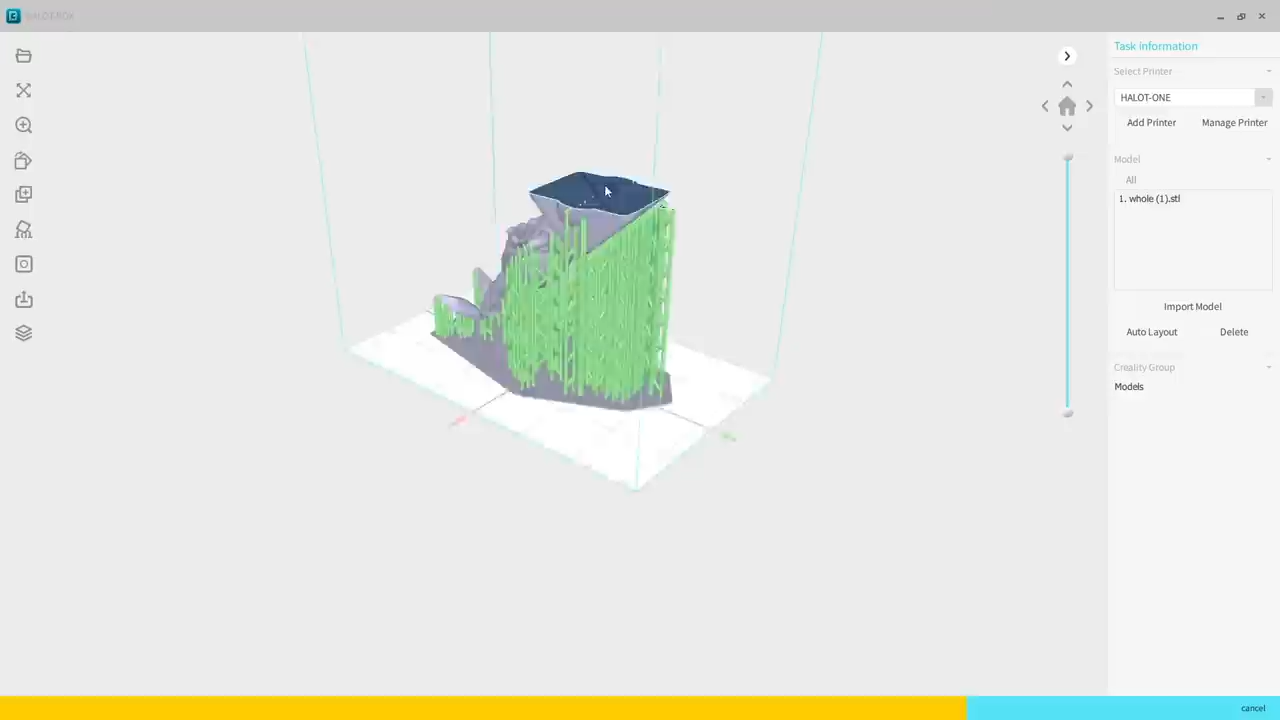 HALOT-BOX
Task information
Select Printer
HALOT-ONE
Add Printer
Manage Printer
Model
All
1. whole (1).stl
Import Model
Auto Layout
Delete
Creality Group
Models
cancel